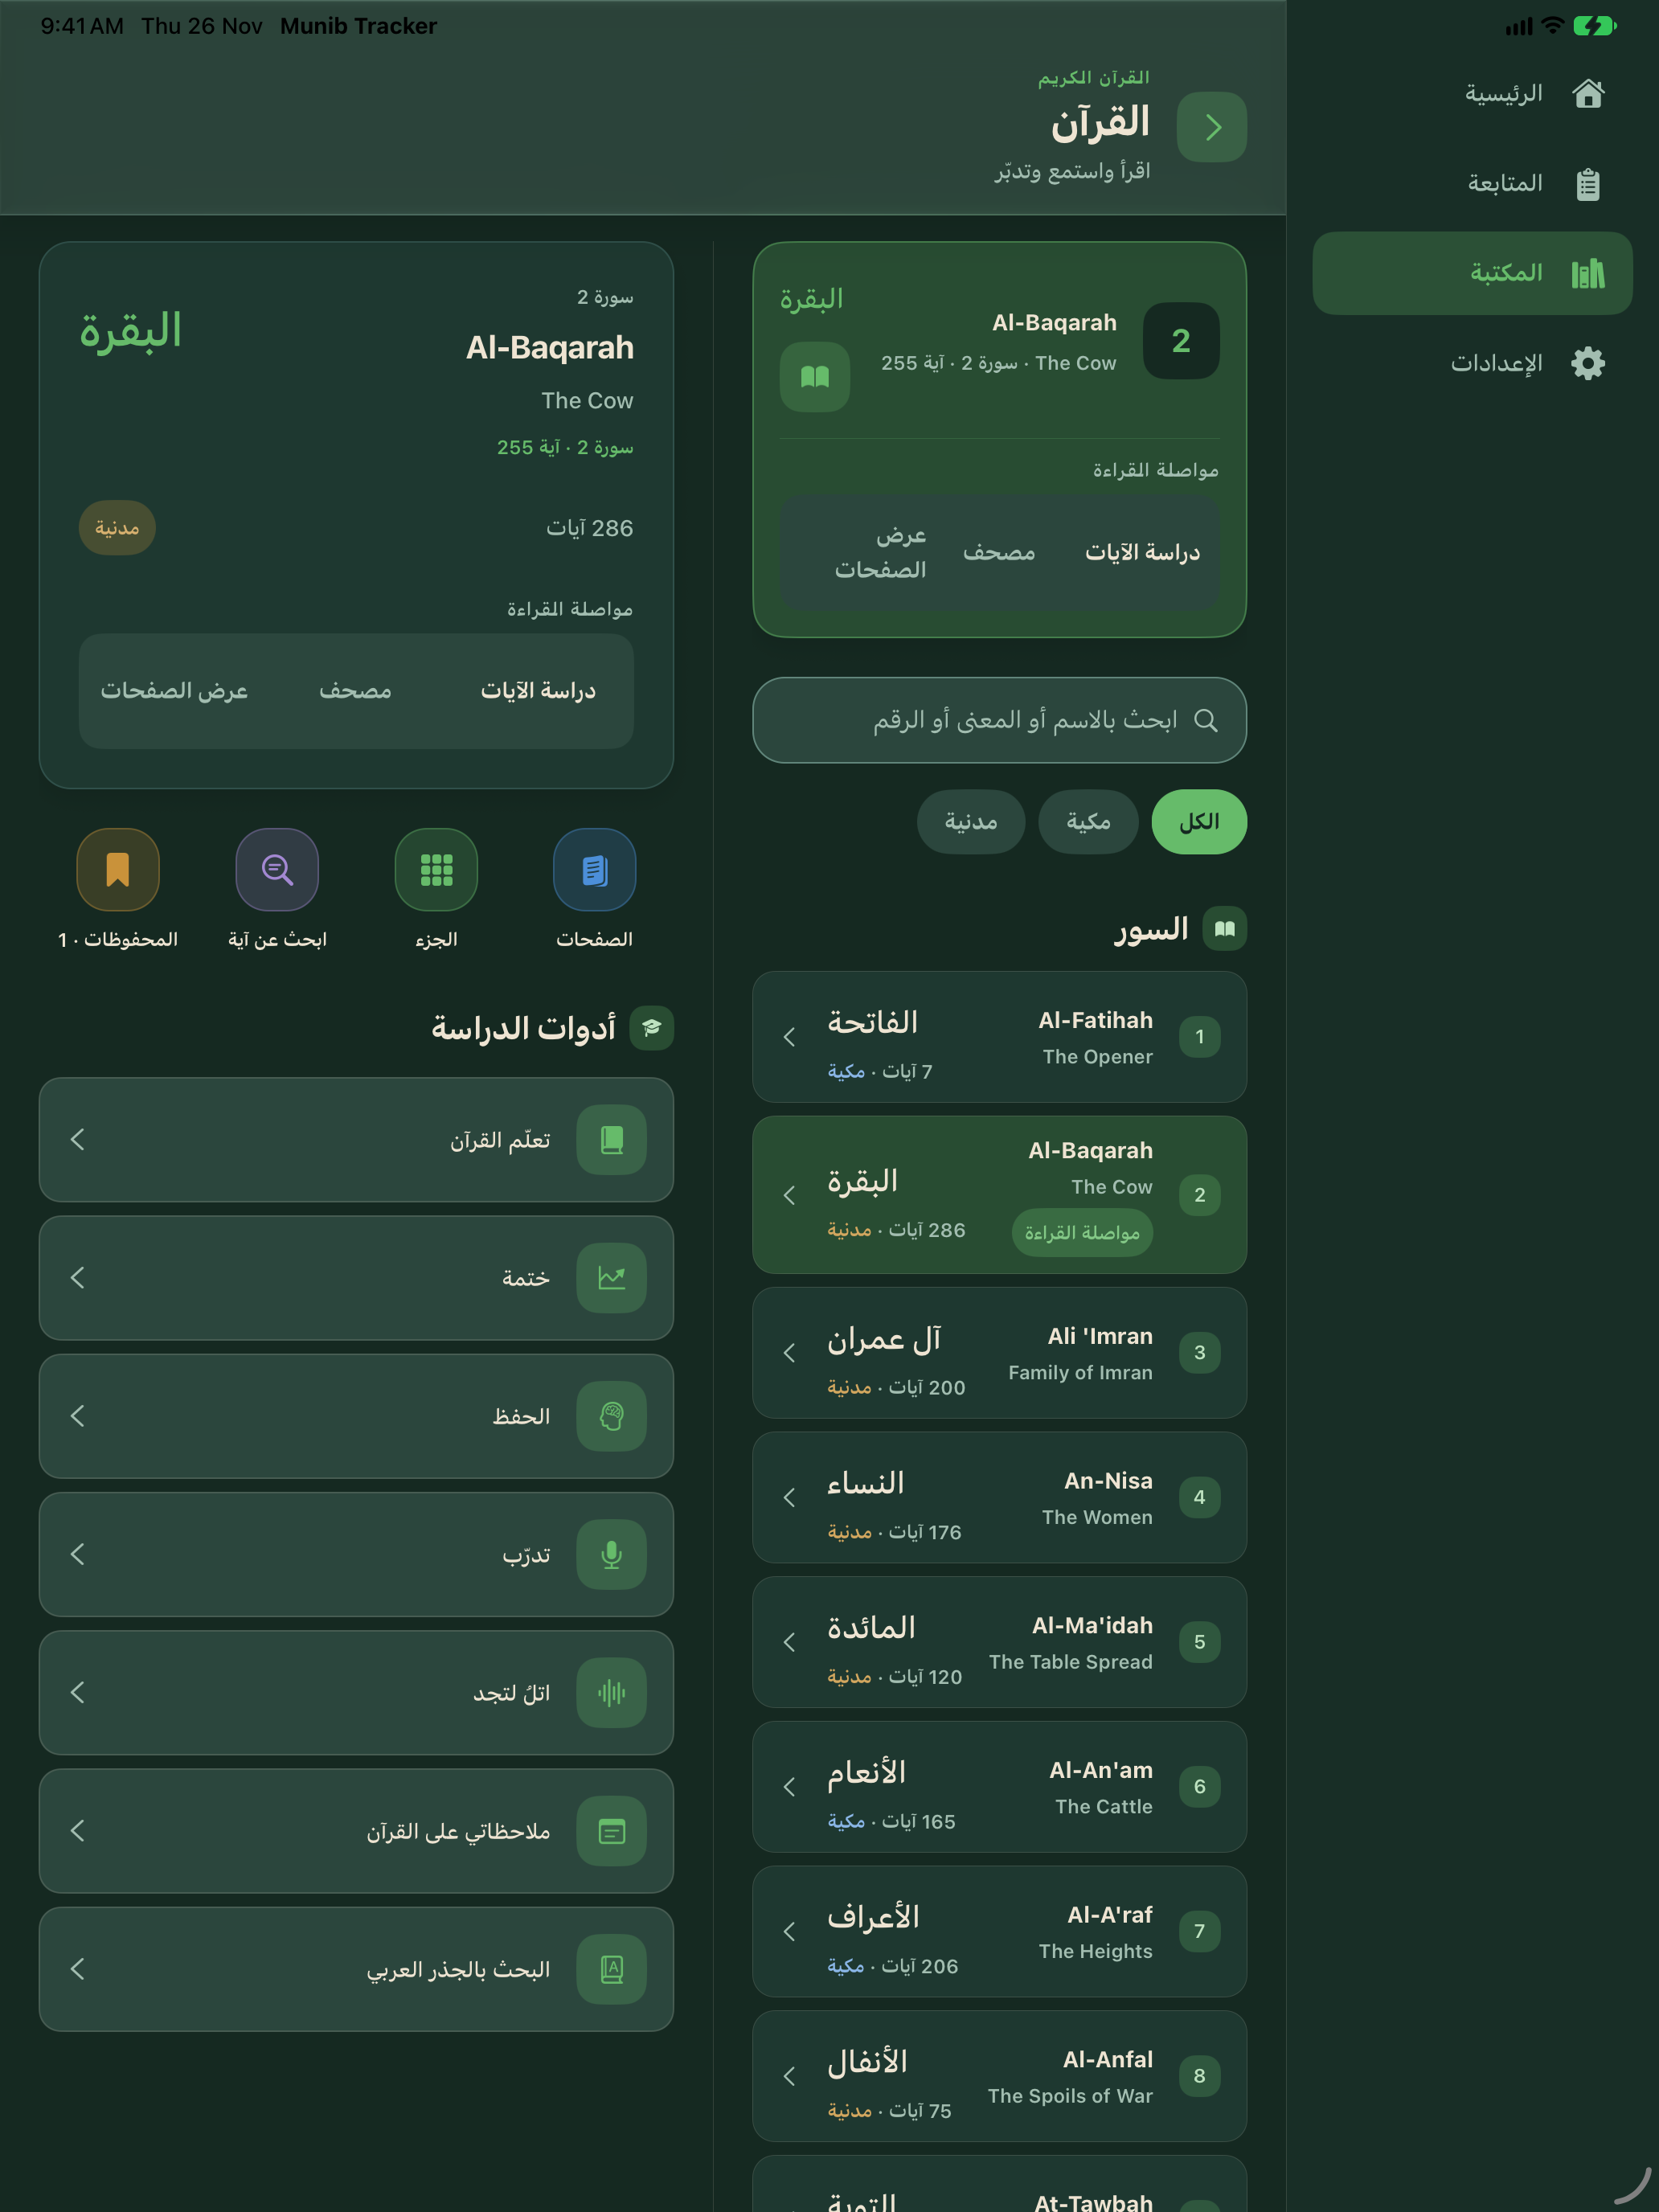 9:41 AM Thu 26 Nov Munib Tracker
الرئيسية
المتابعة
المكتبة
الإعدادات
القرآن الكريم
القرآن
اقرأ واستمع وتدبّر
2
Al-Baqarah
The Cow · سورة 2 · آية 255
البقرة
مواصلة القراءة
دراسة الآيات
مصحف
عرض
الصفحات
ابحث بالاسم أو المعنى أو الرقم
الكل
مكية
مدنية
السور
1
Al-Fatihah
The Opener
الفاتحة
7 آيات · مكية
2
Al-Baqarah
The Cow
مواصلة القراءة
البقرة
286 آيات · مدنية
3
Ali 'Imran
Family of Imran
آل عمران
200 آيات · مدنية
4
An-Nisa
The Women
النساء
176 آيات · مدنية
5
Al-Ma'idah
The Table Spread
المائدة
120 آيات · مدنية
6
Al-An'am
The Cattle
الأنعام
165 آيات · مكية
7
Al-A'raf
The Heights
الأعراف
206 آيات · مكية
8
Al-Anfal
The Spoils of War
الأنفال
75 آيات · مدنية
At-Tawbah
التوبة
سورة 2
Al-Baqarah
The Cow
سورة 2 · آية 255
البقرة
286 آيات
مدنية
مواصلة القراءة
دراسة الآيات
مصحف
عرض الصفحات
الصفحات
الجزء
ابحث عن آية
المحفوظات · 1
أدوات الدراسة
تعلّم القرآن
ختمة
الحفظ
تدرّب
اتلُ لتجد
ملاحظاتي على القرآن
البحث بالجذر العربي